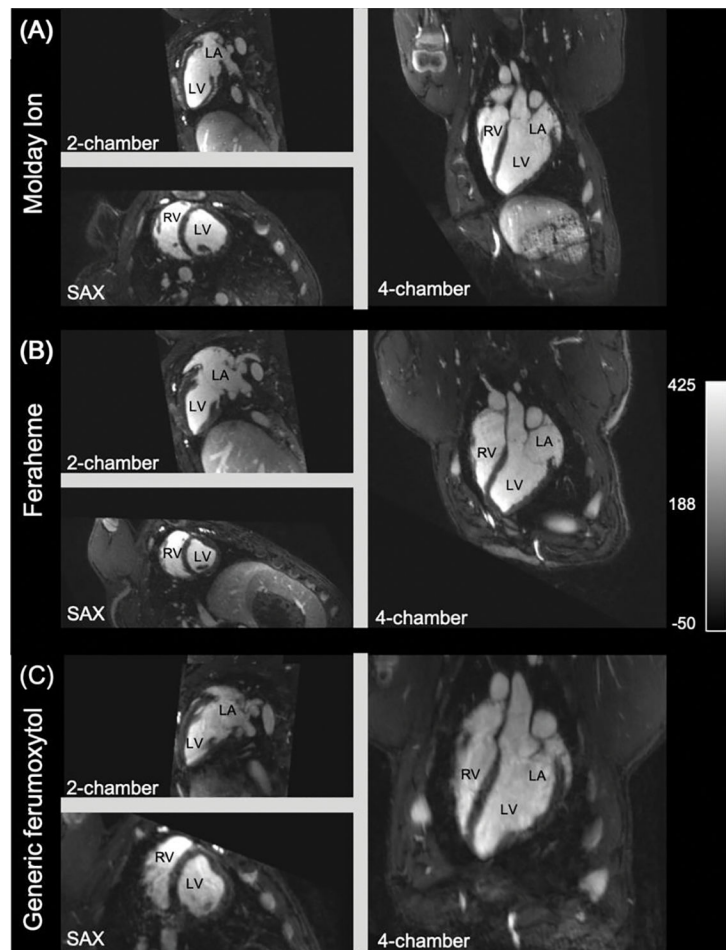 (A)
Molday Ion
LA
LV
2-chamber
RV
LV
SAX
RV
LA
LV
4-chamber
(B)
Feraheme
LA
LV
2-chamber
RV
LV
SAX
RV
LA
LV
4-chamber
425
188
-50
(C)
Generic ferumoxytol
LA
LV
2-chamber
RV
LV
SAX
RV
LA
LV
4-chamber